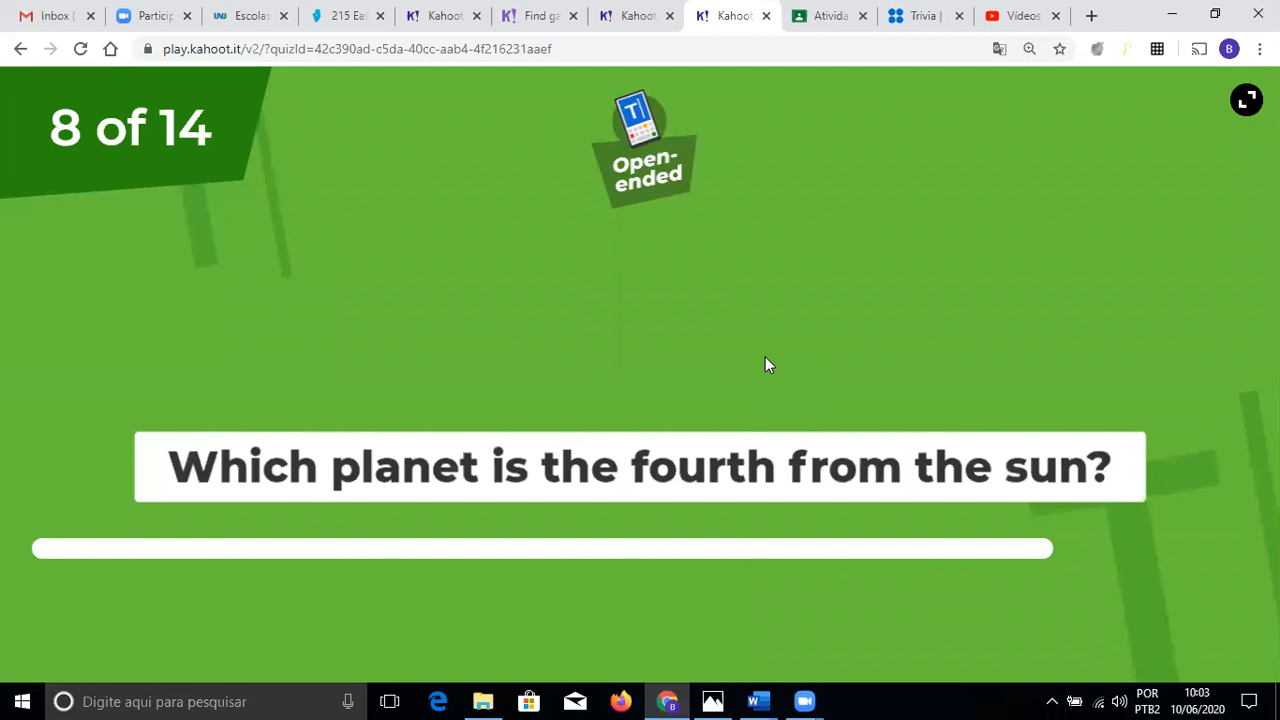 Inbox (
Particip
Escolas
215 Eas
Kahoot
Find ga
Kahoot
Kahoot
Ativida
Trivia |
Vídeos
play.kahoot.it/v2/?quizId=42c390ad-c5da-40cc-aab4-4f216231aaef
B
8 of 14
Open-
ended
Which planet is the fourth from the sun?
Digite aqui para pesquisar
POR
PTB2
10:03
10/06/2020